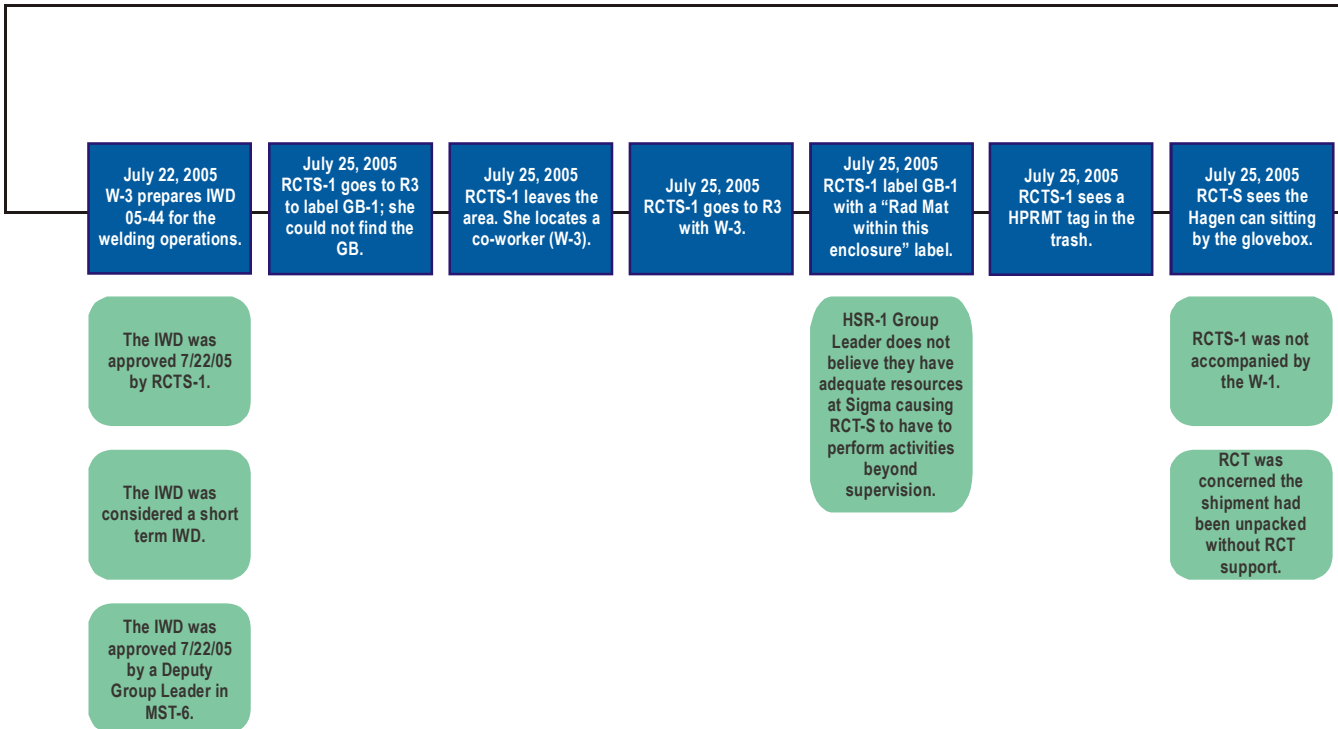 July 22, 2005
W-3 prepares IWD
05-44 for the
welding operations.
July 25, 2005
RCTS-1 goes to R3
to label GB-1; she
could not find the
GB.
July 25, 2005
RCTS-1 leaves the
area. She locates a
co-worker (W-3).
July 25, 2005
RCTS-1 goes to R3
with W-3.
July 25, 2005
RCTS-1 label GB-1
with a “Rad Mat
within this
enclosure” label.
July 25, 2005
RCTS-1 sees a
HPRMT tag in the
trash.
July 25, 2005
RCT-S sees the
Hagen can sitting
by the glovebox.
The IWD was
approved 7/22/05
by RCTS-1.
The IWD was
considered a short
term IWD.
The IWD was
approved 7/22/05
by a Deputy
Group Leader in
MST-6.
HSR-1 Group
Leader does not
believe they have
adequate resources
at Sigma causing
RCT-S to have to
perform activities
beyond
supervision.
RCTS-1 was not
accompanied by
the W-1.
RCT was
concerned the
shipment had
been unpacked
without RCT
support.